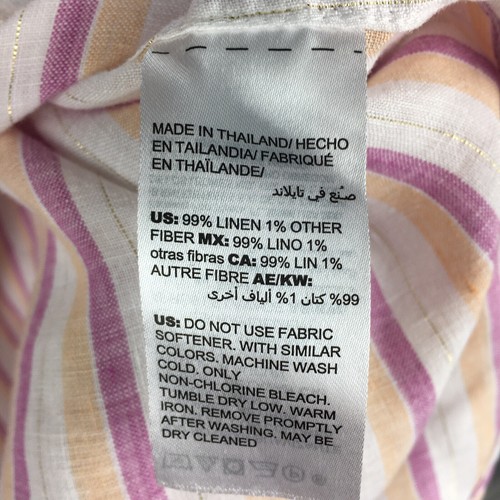 MADE IN THAILAND/ HECHO
EN TAILANDIA/ FABRIQUÉ
EN THAÏLANDE/
صنع في تايلاند
US: 99% LINEN 1% OTHER
FIBER MX: 99% LINO 1%
otras fibras CA: 99% LIN 1%
AUTRE FIBRE AE/KW:
99% كتان 1% ألياف أخرى
US: DO NOT USE FABRIC
SOFTENER. WITH SIMILAR
COLORS. MACHINE WASH
COLD. ONLY
NON-CHLORINE BLEACH.
TUMBLE DRY LOW. WARM
IRON. REMOVE PROMPTLY
AFTER WASHING. MAY BE
DRY CLEANED